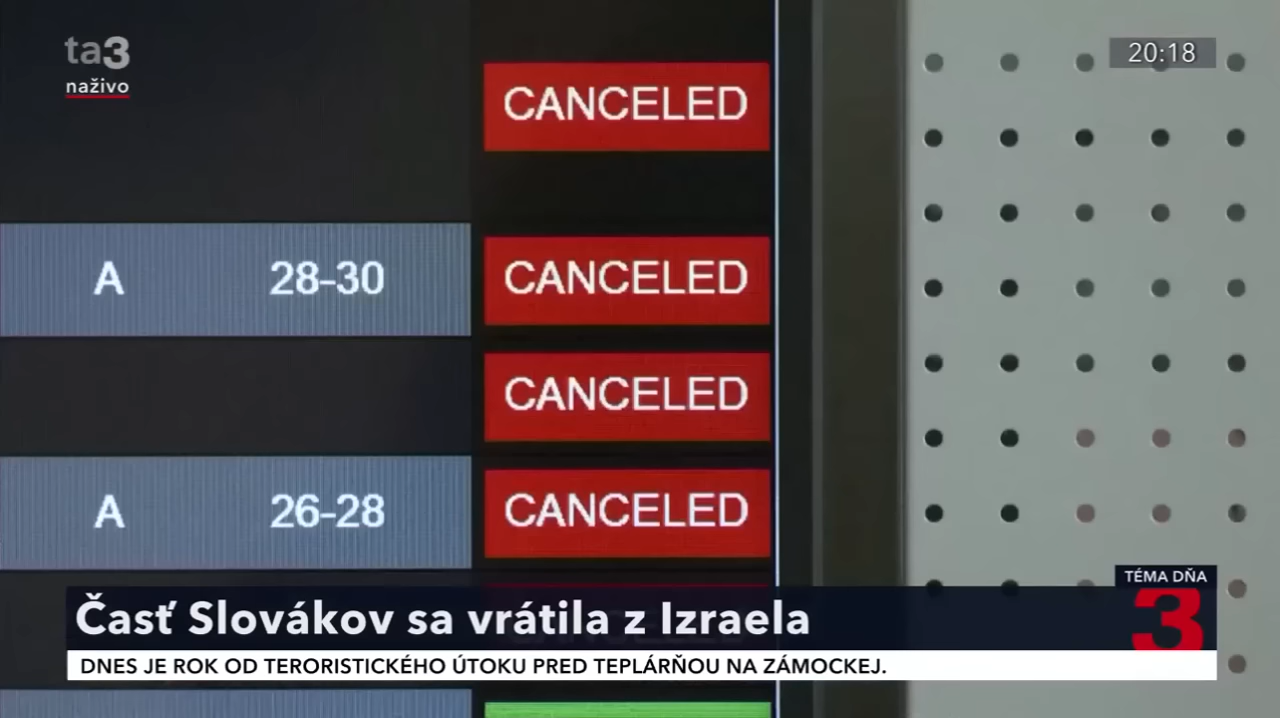 ta3
naživo
20:18
CANCELED
A 28-30 CANCELED
CANCELED
A 26-28 CANCELED
TÉMA DŇA
3
Časť Slovákov sa vrátila z Izraela
DNES JE ROK OD TERORISTICKÉHO ÚTOKU PRED TEPLÁRŇOU NA ZÁMOCKEJ.